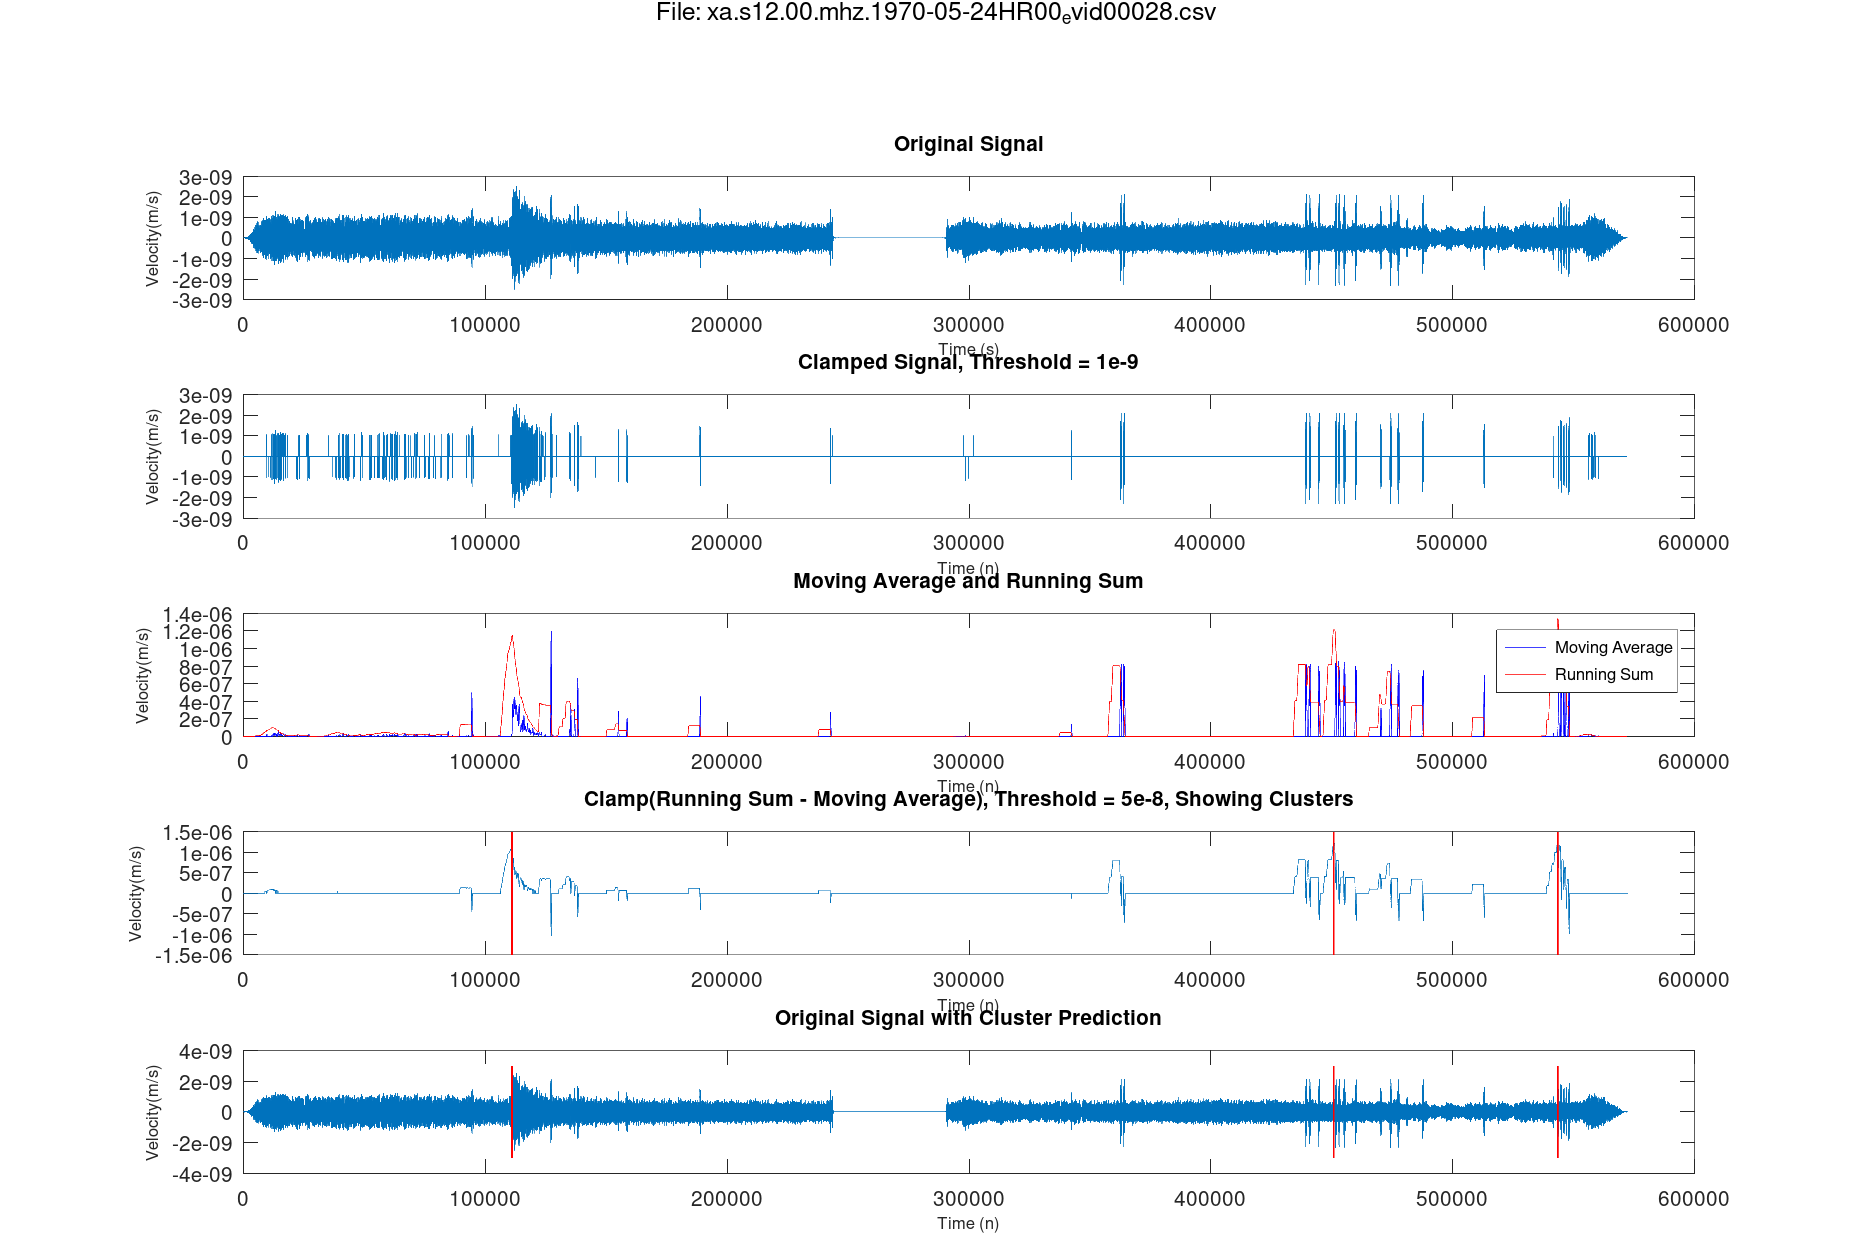 File: xa.s12.00.mhz.1970-05-24HR00evid00028.csv
Original Signal
3e-09
2e-09
1e-09
0
-1e-09
-2e-09
-3e-09
Velocity(m/s)
0 100000 200000 300000 400000 500000 600000
Time (s)
Clamped Signal, Threshold = 1e-9
3e-09
2e-09
1e-09
0
-1e-09
-2e-09
-3e-09
Velocity(m/s)
0 100000 200000 300000 400000 500000 600000
Time (n)
Moving Average and Running Sum
1.4e-06
1.2e-06
1e-06
8e-07
6e-07
4e-07
2e-07
0
Velocity(m/s)
Moving Average
Running Sum
0 100000 200000 300000 400000 500000 600000
Time (n)
Clamp(Running Sum - Moving Average), Threshold = 5e-8, Showing Clusters
1.5e-06
1e-06
5e-07
0
-5e-07
-1e-06
-1.5e-06
Velocity(m/s)
0 100000 200000 300000 400000 500000 600000
Time (n)
Original Signal with Cluster Prediction
4e-09
2e-09
0
-2e-09
-4e-09
Velocity(m/s)
0 100000 200000 300000 400000 500000 600000
Time (n)